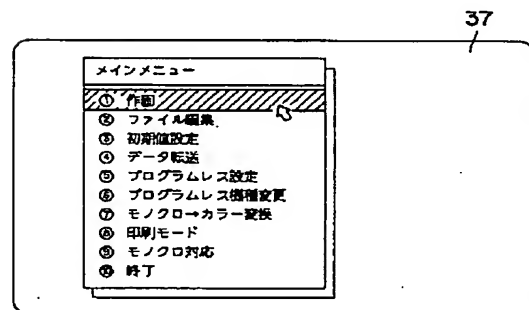 37
メインメニュー
① 作画
② ファイル編集
③ 初期値設定
④ データ転送
⑤ プログラムレス設定
⑥ プログラムレス機種変更
⑦ モノクロ→カラー変換
⑧ 印刷モード
⑨ モノクロ対応
⑩ 終了